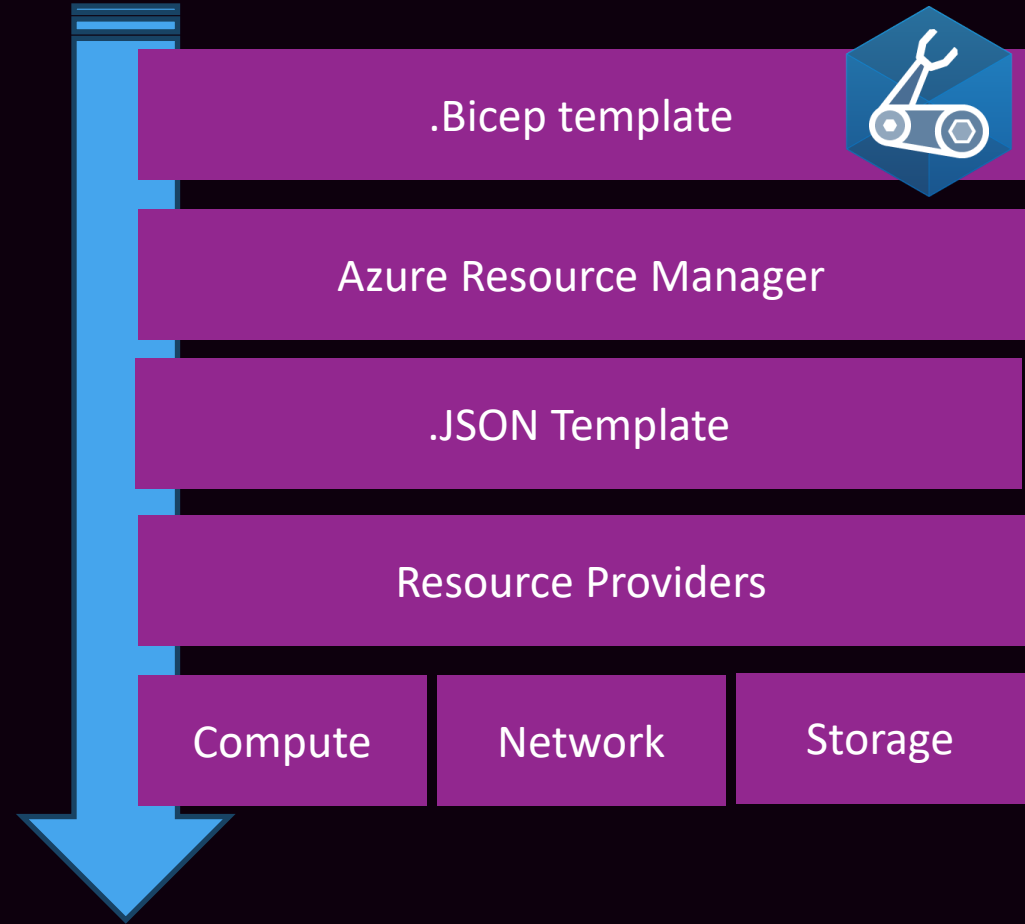 .Bicep template
Azure Resource Manager
.JSON Template
Resource Providers
Compute
Network
Storage